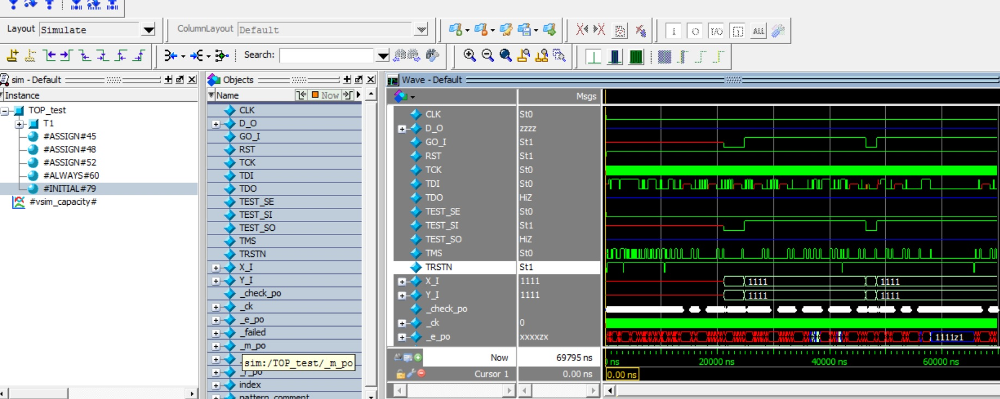 Layout Simulate
ColumnLayout Default
ALL
Search:
sim - Default
Instance
TOP_test
T1
#ASSIGN#45
#ASSIGN#48
#ASSIGN#52
#ALWAYS#60
#INITIAL#79
#vsim_capacity#
Objects
Name Now
CLK
D_O
GO_I
RST
TCK
TDI
TDO
TEST_SE
TEST_SI
TEST_SO
TMS
TRSTN
X_I
Y_I
_check_po
_ck
_e_po
_failed
_m_po
sim:/TOP_test/_m_po
index
pattern_comment
Wave - Default
Msgs
CLK St0
D_O zzzz
GO_I St1
RST St1
TCK St0
TDI St0
TDO HiZ
TEST_SE St0
TEST_SI St1
TEST_SO HiZ
TMS St0
TRSTN St1
X_I 1111 1111 1111
Y_I 1111 1111 1111
_check_po
_ck 0
_e_po xxxxzx 1111z1
Now 69795 ns ns 20000 ns 40000 ns 60000 ns
Cursor 1 0.00 ns 0.00 ns